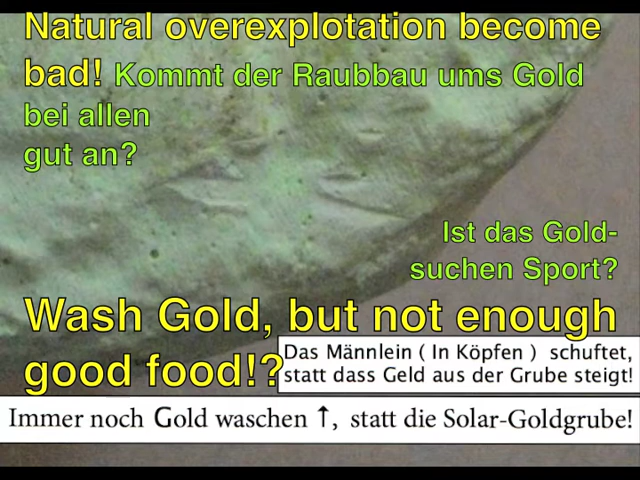 Natural overexplotation become
bad! Kommt der Raubbau ums Gold
bei allen
gut an?
Ist das Gold-
suchen Sport?
Wash Gold, but not enough
good food!?
Das Männlein ( In Köpfen ) schuftet,
statt dass Geld aus der Grube steigt!
Immer noch Gold waschen ↑, statt die Solar-Goldgrube!